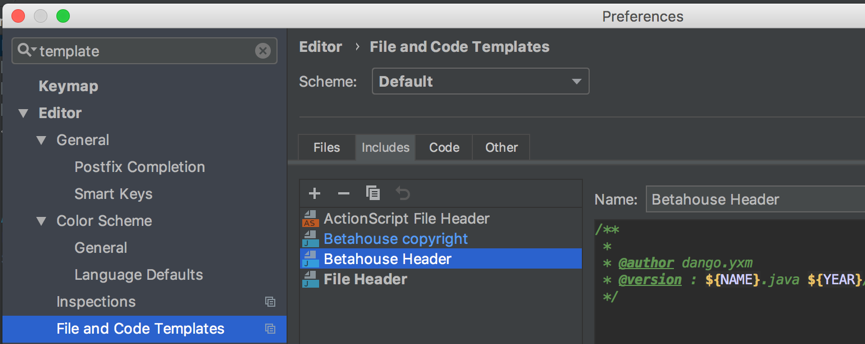 Preferences
template
Keymap
Editor
General
Postfix Completion
Smart Keys
Color Scheme
General
Language Defaults
Inspections
File and Code Templates
Editor › File and Code Templates
Scheme: Default
Files Includes Code Other
ActionScript File Header
Betahouse copyright
Betahouse Header
File Header
Name: Betahouse Header
/**
*
* @author dango.yxm
* @version : ${NAME}.java ${YEAR}/
*/